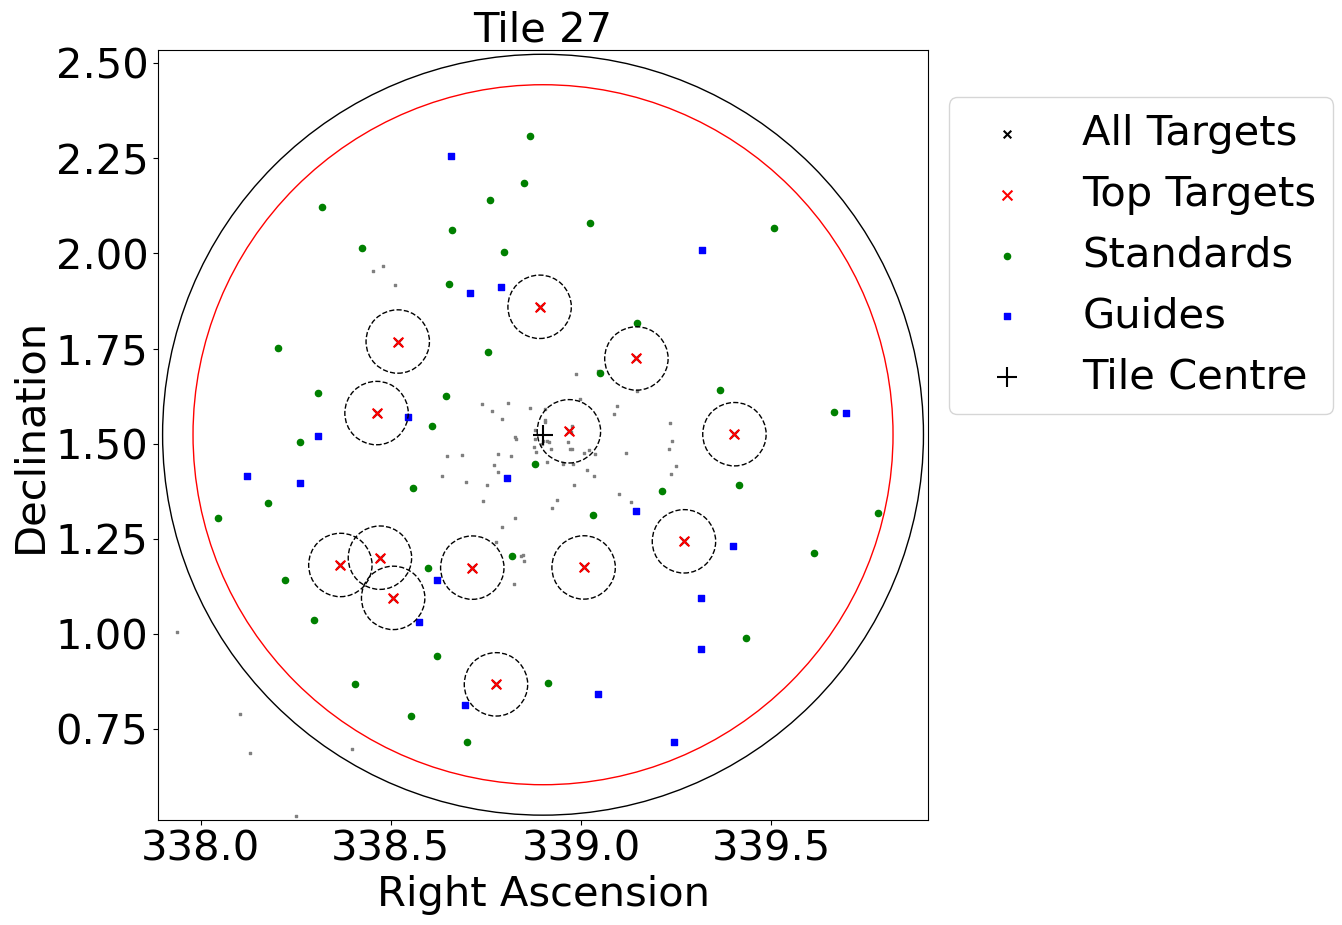 Tile 27
2.50
2.25
2.00
1.75
1.50
1.25
1.00
0.75
Declination
338.0 338.5 339.0 339.5
Right Ascension
All Targets
Top Targets
Standards
Guides
Tile Centre